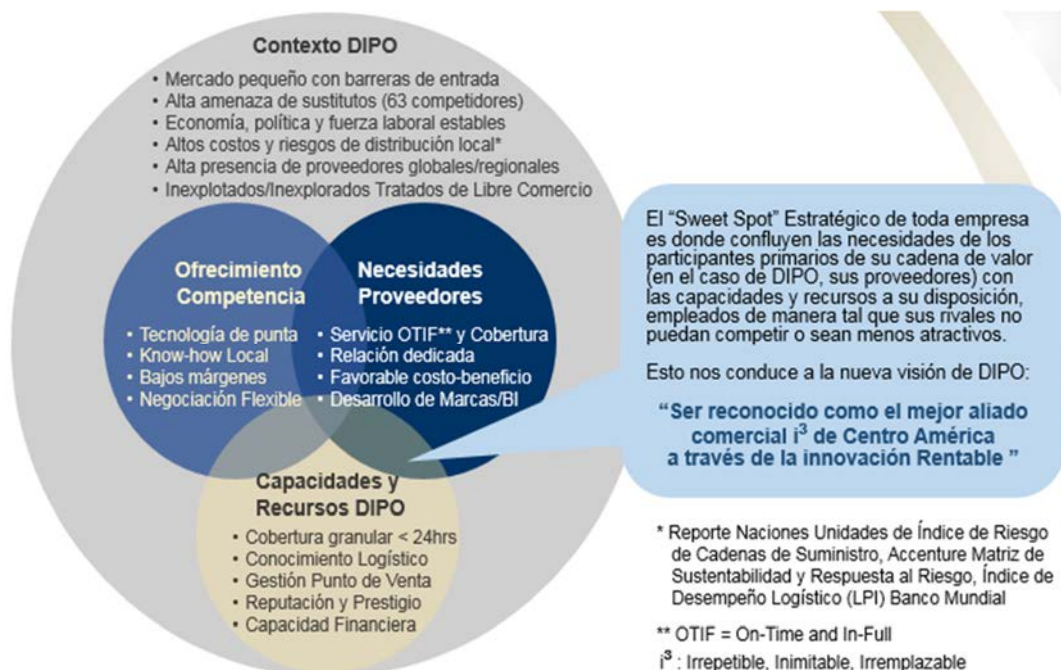 Contexto DIPO
• Mercado pequeño con barreras de entrada
• Alta amenaza de sustitutos (63 competidores)
• Economía, política y fuerza laboral estables
• Altos costos y riesgos de distribución local*
• Alta presencia de proveedores globales/regionales
• Inexplotados/Inexplorados Tratados de Libre Comercio
Ofrecimiento
Competencia
• Tecnología de punta
• Know-how Local
• Bajos márgenes
• Negociación Flexible
Necesidades
Proveedores
• Servicio OTIF** y Cobertura
• Relación dedicada
• Favorable costo-beneficio
• Desarrollo de Marcas/BI
Capacidades y
Recursos DIPO
• Cobertura granular < 24hrs
• Conocimiento Logístico
• Gestión Punto de Venta
• Reputación y Prestigio
• Capacidad Financiera
El “Sweet Spot” Estratégico de toda empresa
es donde confluyen las necesidades de los
participantes primarios de su cadena de valor
(en el caso de DIPO, sus proveedores) con
las capacidades y recursos a su disposición,
empleados de manera tal que sus rivales no
puedan competir o sean menos atractivos.
Esto nos conduce a la nueva visión de DIPO:
“Ser reconocido como el mejor aliado
comercial i³ de Centro América
a través de la innovación Rentable ”
* Reporte Naciones Unidas de Índice de Riesgo
de Cadenas de Suministro, Accenture Matriz de
Sustentabilidad y Respuesta al Riesgo, Índice de
Desempeño Logístico (LPI) Banco Mundial
** OTIF = On-Time and In-Full
i³ : Irrepetible, Inimitable, Irremplazable